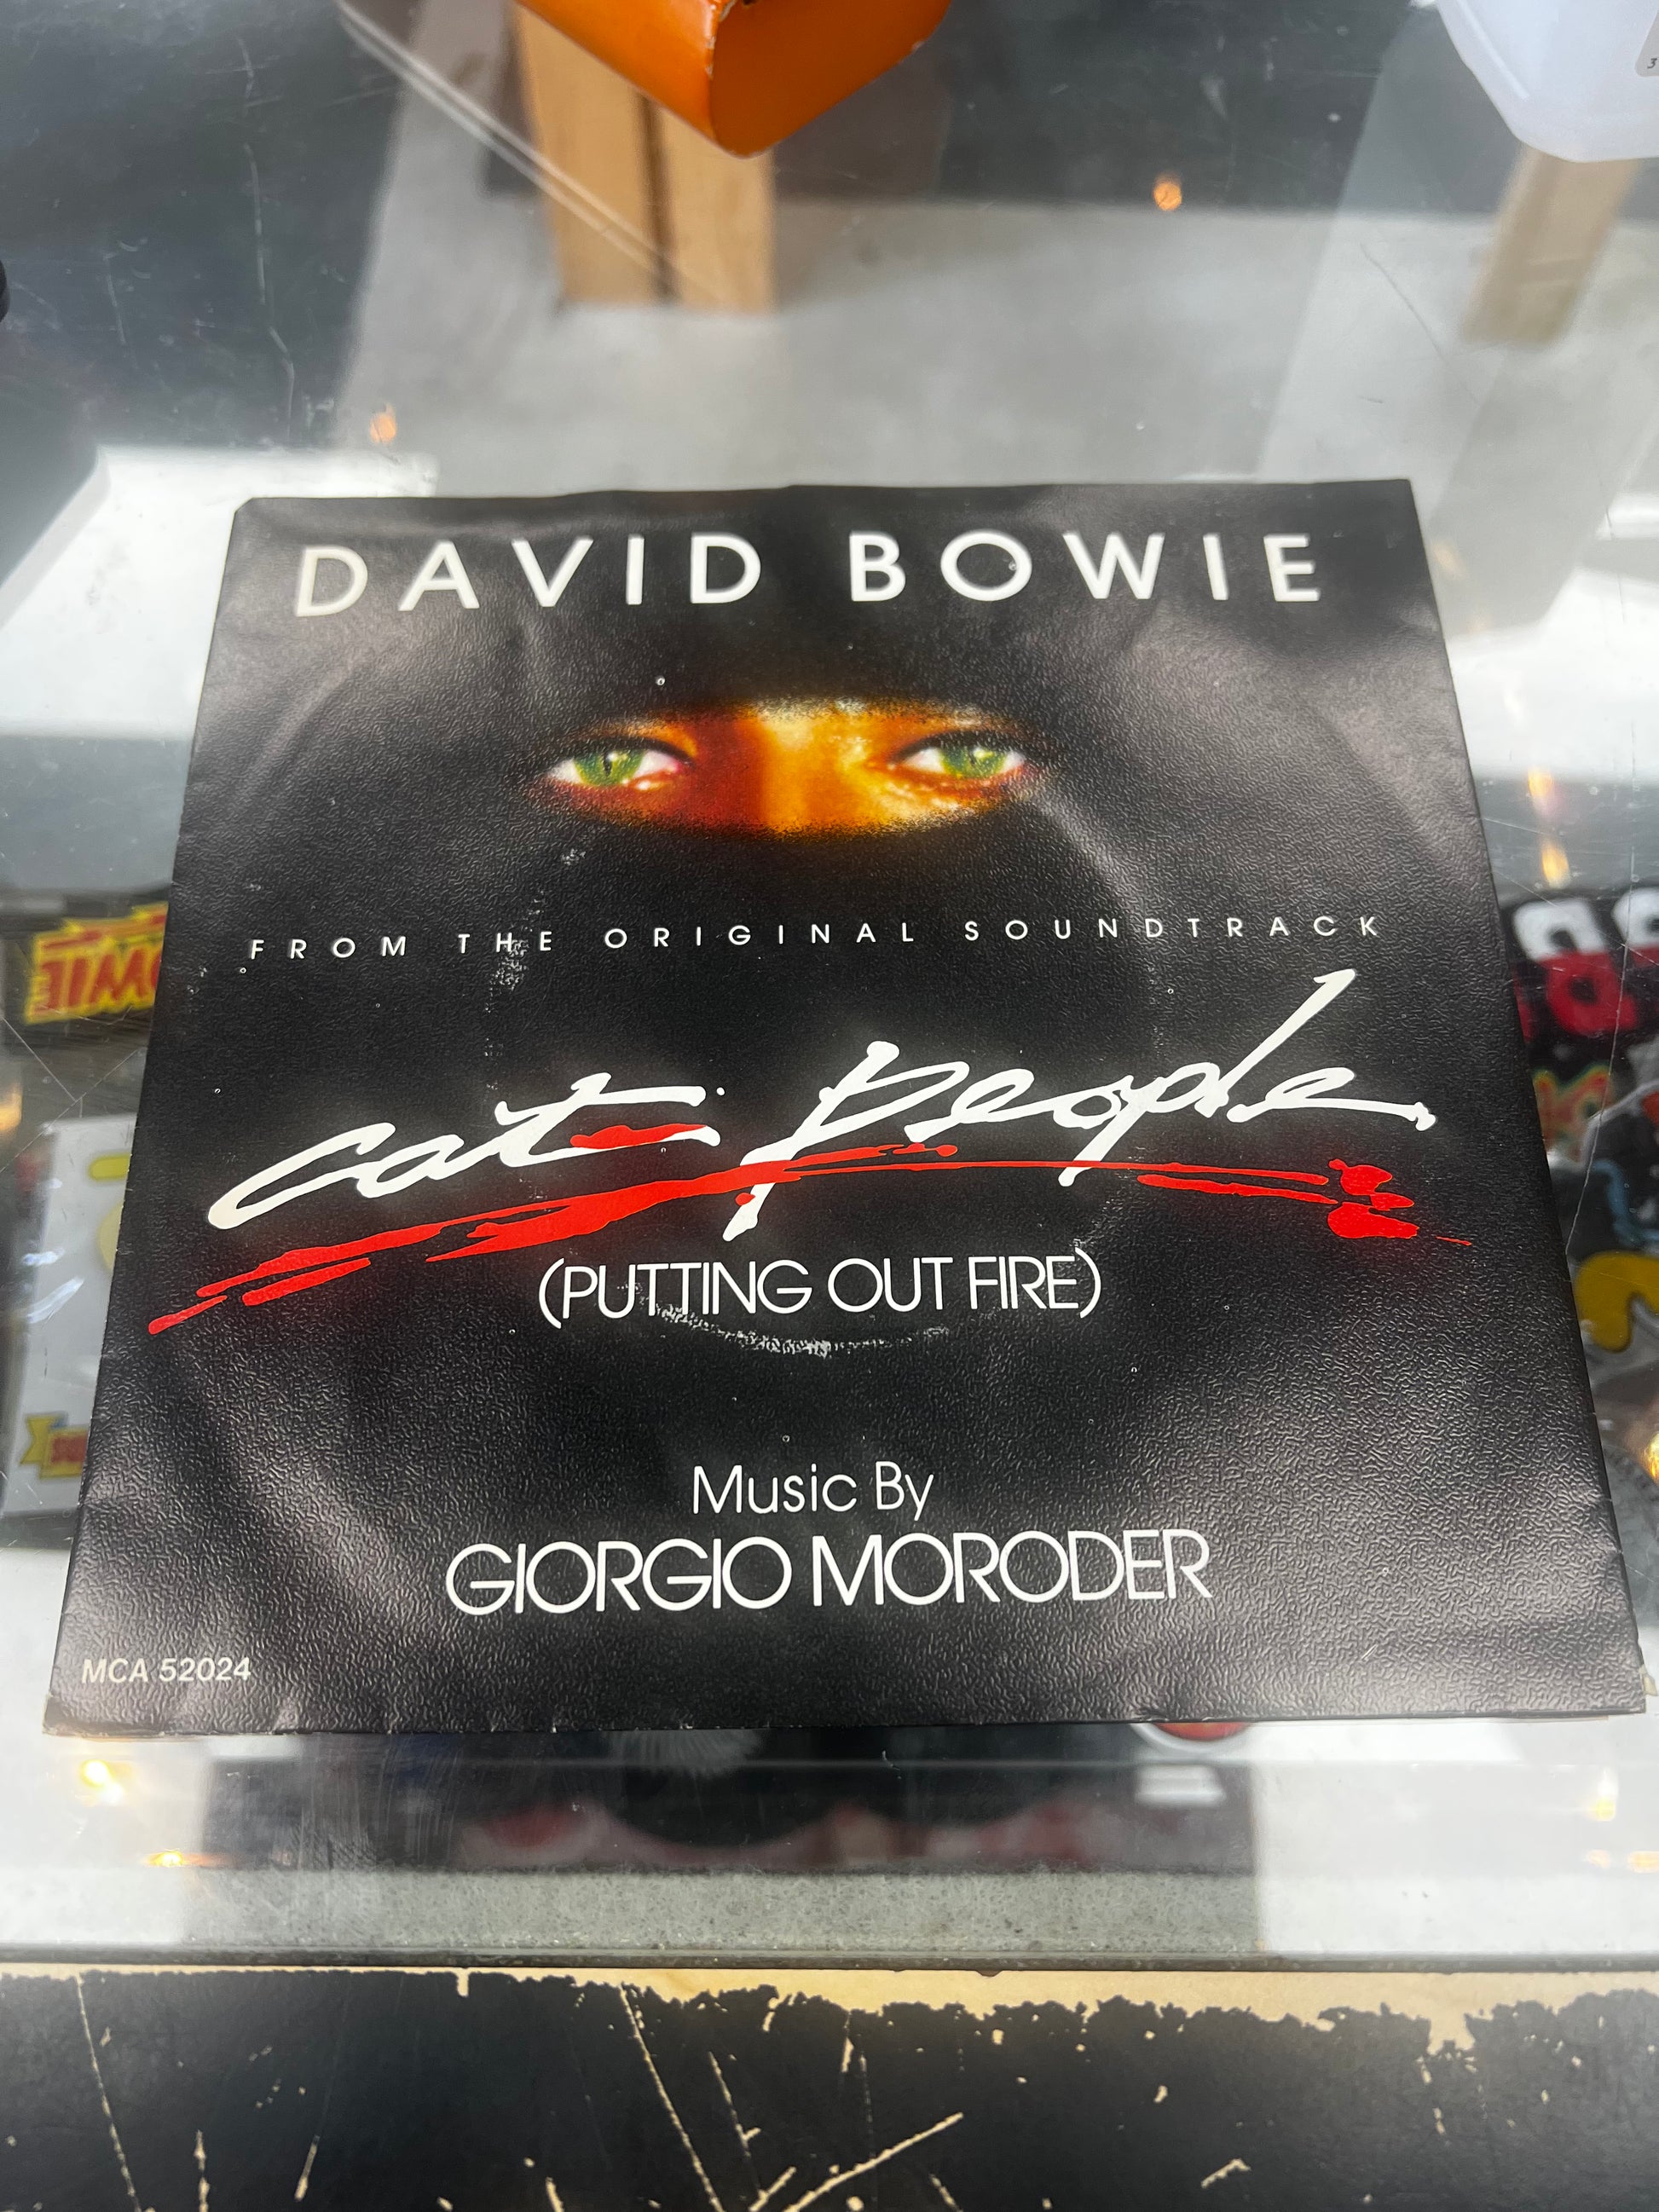 DAVID BOWIE
FROM THE ORIGINAL SOUNDTRACK
cat people
(PUTTING OUT FIRE)
Music By
GIORGIO MORODER
MCA 52024